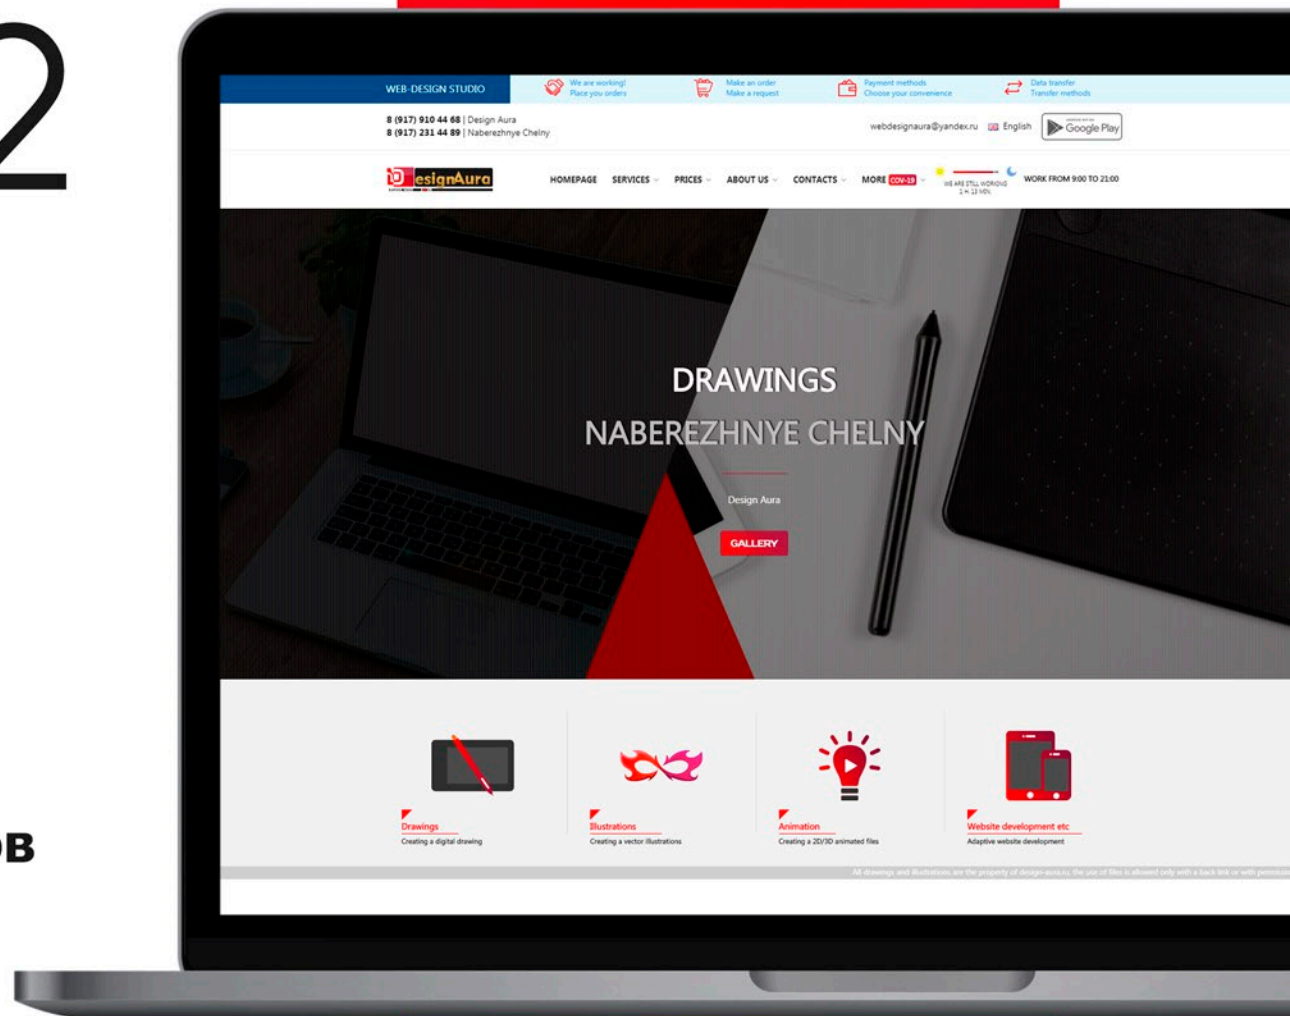 2
WEB-DESIGN STUDIO
We are working!
Place you orders
Make an order
Make a request
Payment methods
Choose your convenience
Data transfer
Transfer methods
8 (917) 910 44 68 | Design Aura
8 (917) 231 44 89 | Naberezhnye Chelny
webdesignaura@yandex.ru
English
Google Play
DesignAura
HOMEPAGE
SERVICES
PRICES
ABOUT US
CONTACTS
MORE COV-19
WE ARE STILL WORKING
1 H. 13 MIN.
WORK FROM 9:00 TO 21:00
DRAWINGS
NABEREZHNYE CHELNY
Design Aura
GALLERY
Drawings
Creating a digital drawing
Illustrations
Creating a vector illustrations
Animation
Creating a 2D/3D animated files
Website development etc
Adaptive website development
All drawings and illustrations are the property of design-aura.ru, the use of files is allowed only with a back link or with
ОВ